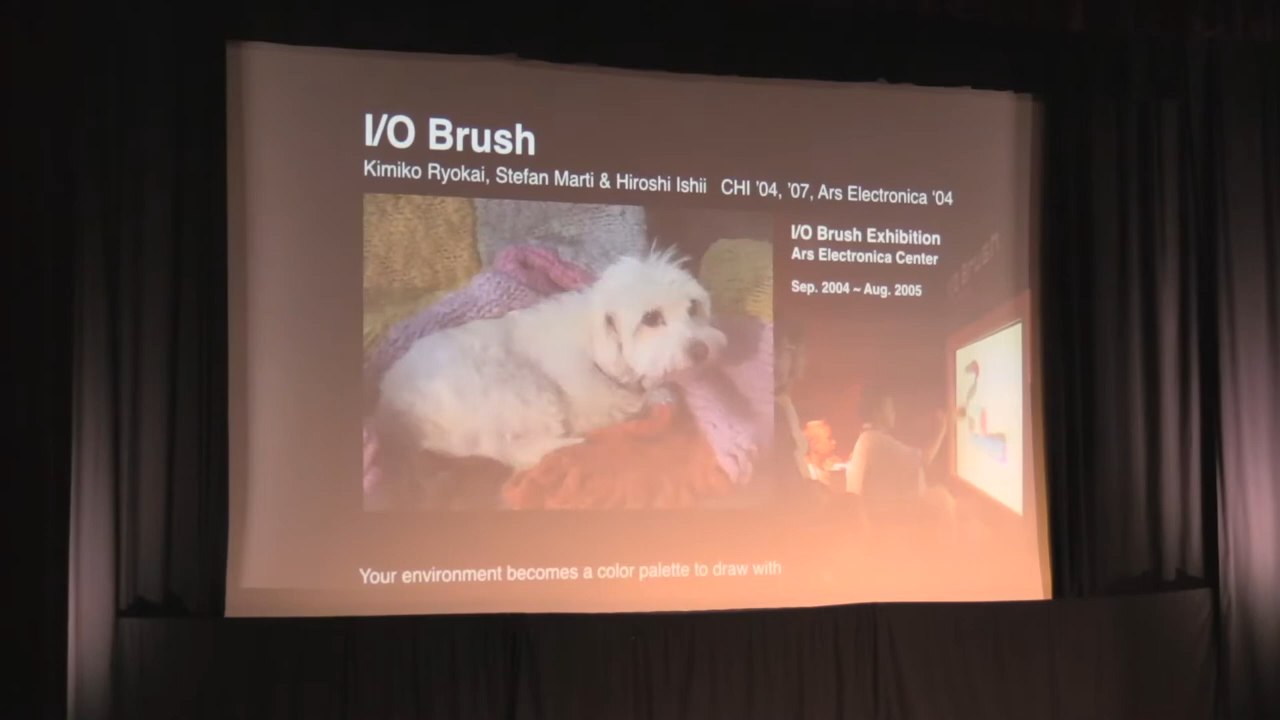 I/O Brush
Kimiko Ryokai, Stefan Marti & Hiroshi Ishii CHI '04, '07, Ars Electronica '04
I/O Brush Exhibition
Ars Electronica Center
Sep. 2004 ~ Aug. 2005
Your environment becomes a color palette to draw with